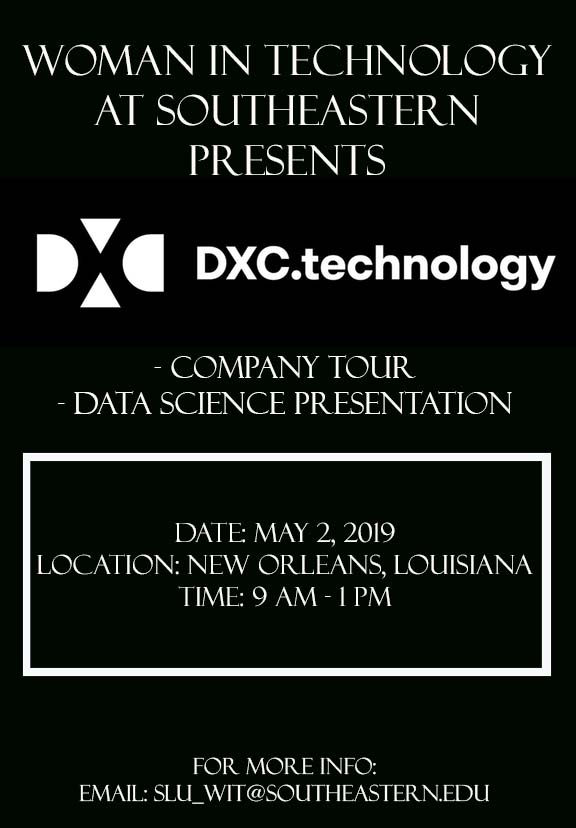 WOMAN IN TECHNOLOGY
AT SOUTHEASTERN
PRESENTS
DXC.technology
- COMPANY TOUR
- DATA SCIENCE PRESENTATION
DATE: MAY 2, 2019
LOCATION: NEW ORLEANS, LOUISIANA
TIME: 9 AM - 1 PM
FOR MORE INFO:
EMAIL: SLU_WIT@SOUTHEASTERN.EDU